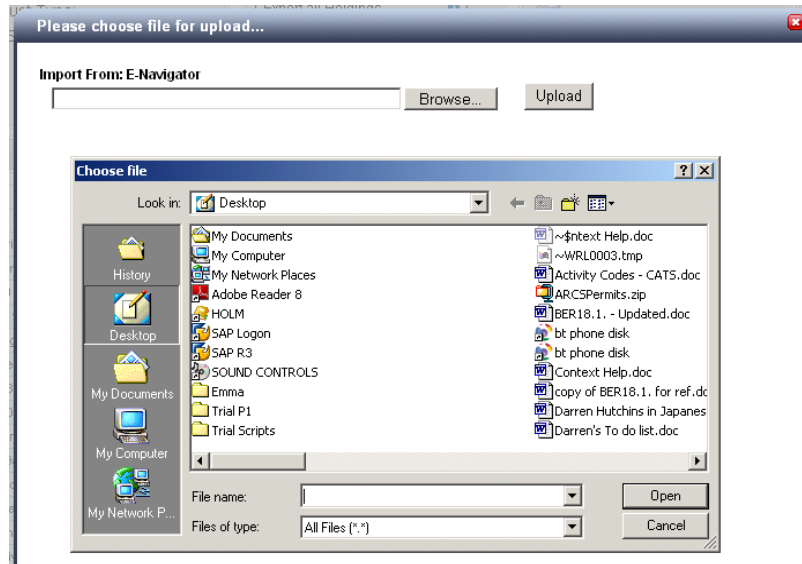 Export all Holdings
Please choose file for upload...
Import From: E-Navigator
Browse...
Upload
Choose file
Look in:
Desktop
History
Desktop
My Documents
My Computer
My Network P...
My Documents
My Computer
My Network Places
Adobe Reader 8
HOLM
SAP Logon
SAP R3
SOUND CONTROLS
Emma
Trial P1
Trial Scripts
~$ntext Help.doc
~WRL0003.tmp
Activity Codes - CATS.doc
ARCSPermits.zip
BER18.1. - Updated.doc
bt phone disk
bt phone disk
Context Help.doc
copy of BER18.1. for ref.dc
Darren Hutchins in Japanes
Darren's To do list.doc
File name:
Open
Files of type:
All Files (*.*)
Cancel